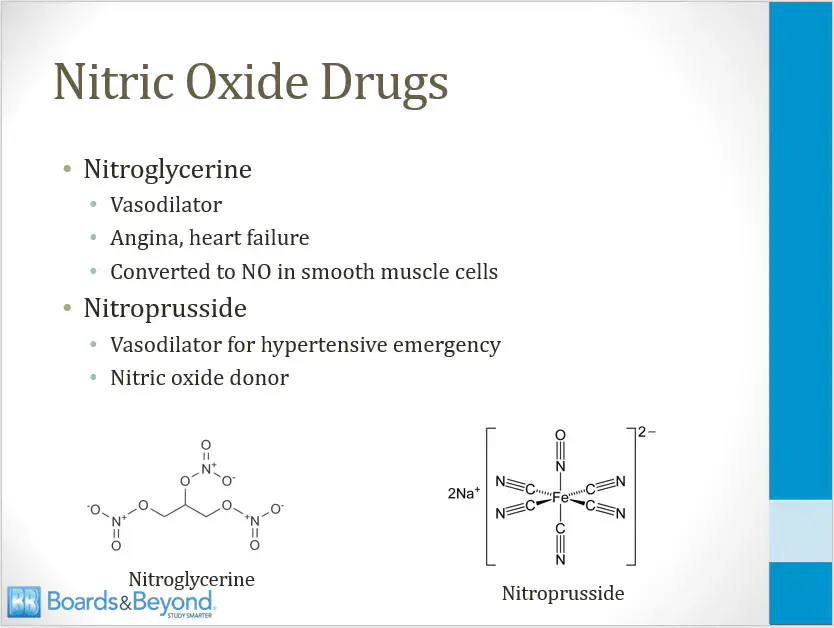 Nitric Oxide Drugs
• Nitroglycerine
• Vasodilator
• Angina, heart failure
• Converted to NO in smooth muscle cells
• Nitroprusside
• Vasodilator for hypertensive emergency
• Nitric oxide donor
O
N+
O O-
-O O O O-
N+ +N
O O
Nitroglycerine
O
N
N C C N
2Na+ Fe 2−
N C C N
C
N
Nitroprusside
BB Boards&Beyond.
STUDY SMARTER